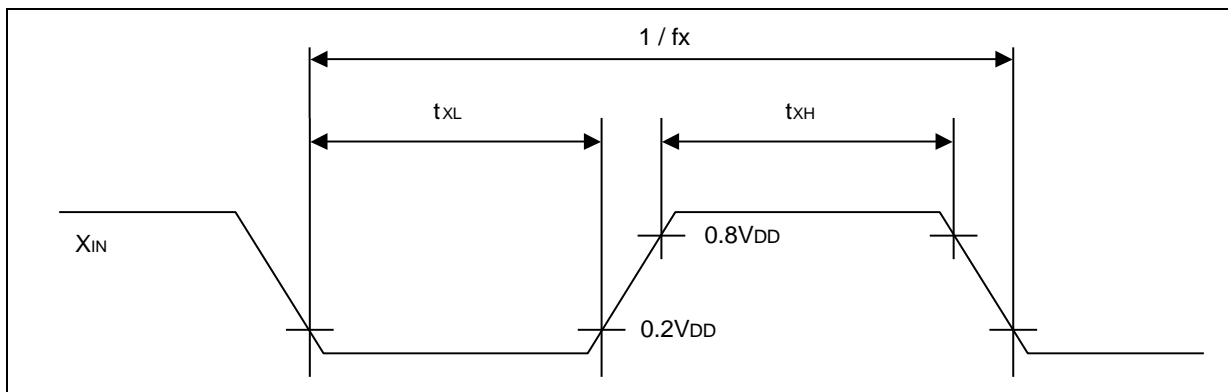 1 / fx
tXL
tXH
XIN
0.8VDD
0.2VDD